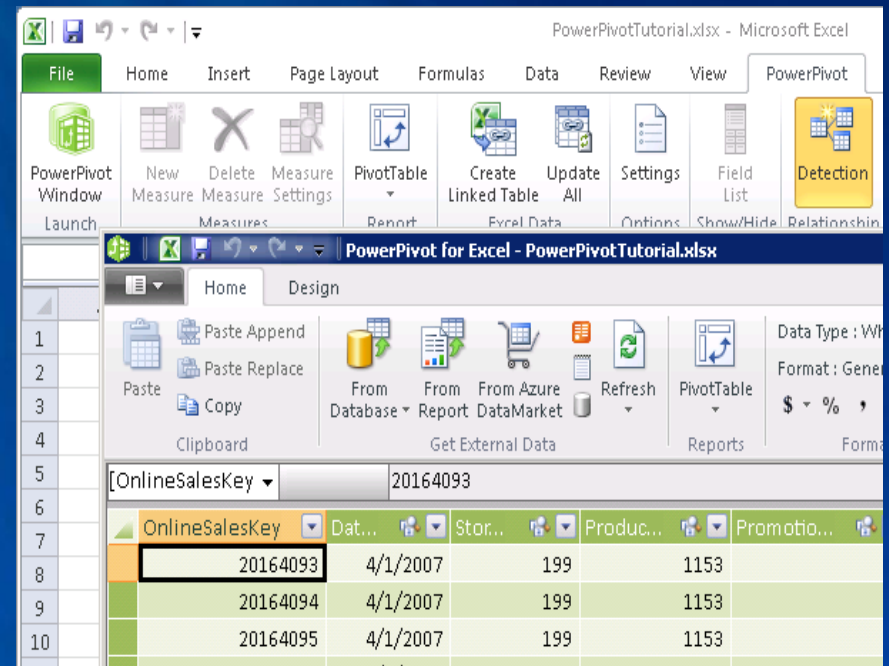 PowerPivotTutorial.xlsx - Microsoft Excel
File Home Insert Page Layout Formulas Data Review View PowerPivot
PowerPivot Window
New Measure
Delete Measure
Measure Settings
PivotTable
Create Linked Table
Update All
Settings
Field List
Detection
Launch Measures Report Excel Data Options Show/Hide Relationship
PowerPivot for Excel - PowerPivotTutorial.xlsx
Home Design
Paste
Paste Append
Paste Replace
Copy
From Database
From Report
From Azure DataMarket
Refresh
PivotTable
Data Type : Wh
Format : Gener
$ % ,
Clipboard Get External Data Reports Forma
[OnlineSalesKey 20164093
OnlineSalesKey Dat... Stor... Produc... Promotio...
20164093 4/1/2007 199 1153
20164094 4/1/2007 199 1153
20164095 4/1/2007 199 1153
1
2
3
4
5
6
7
8
9
10